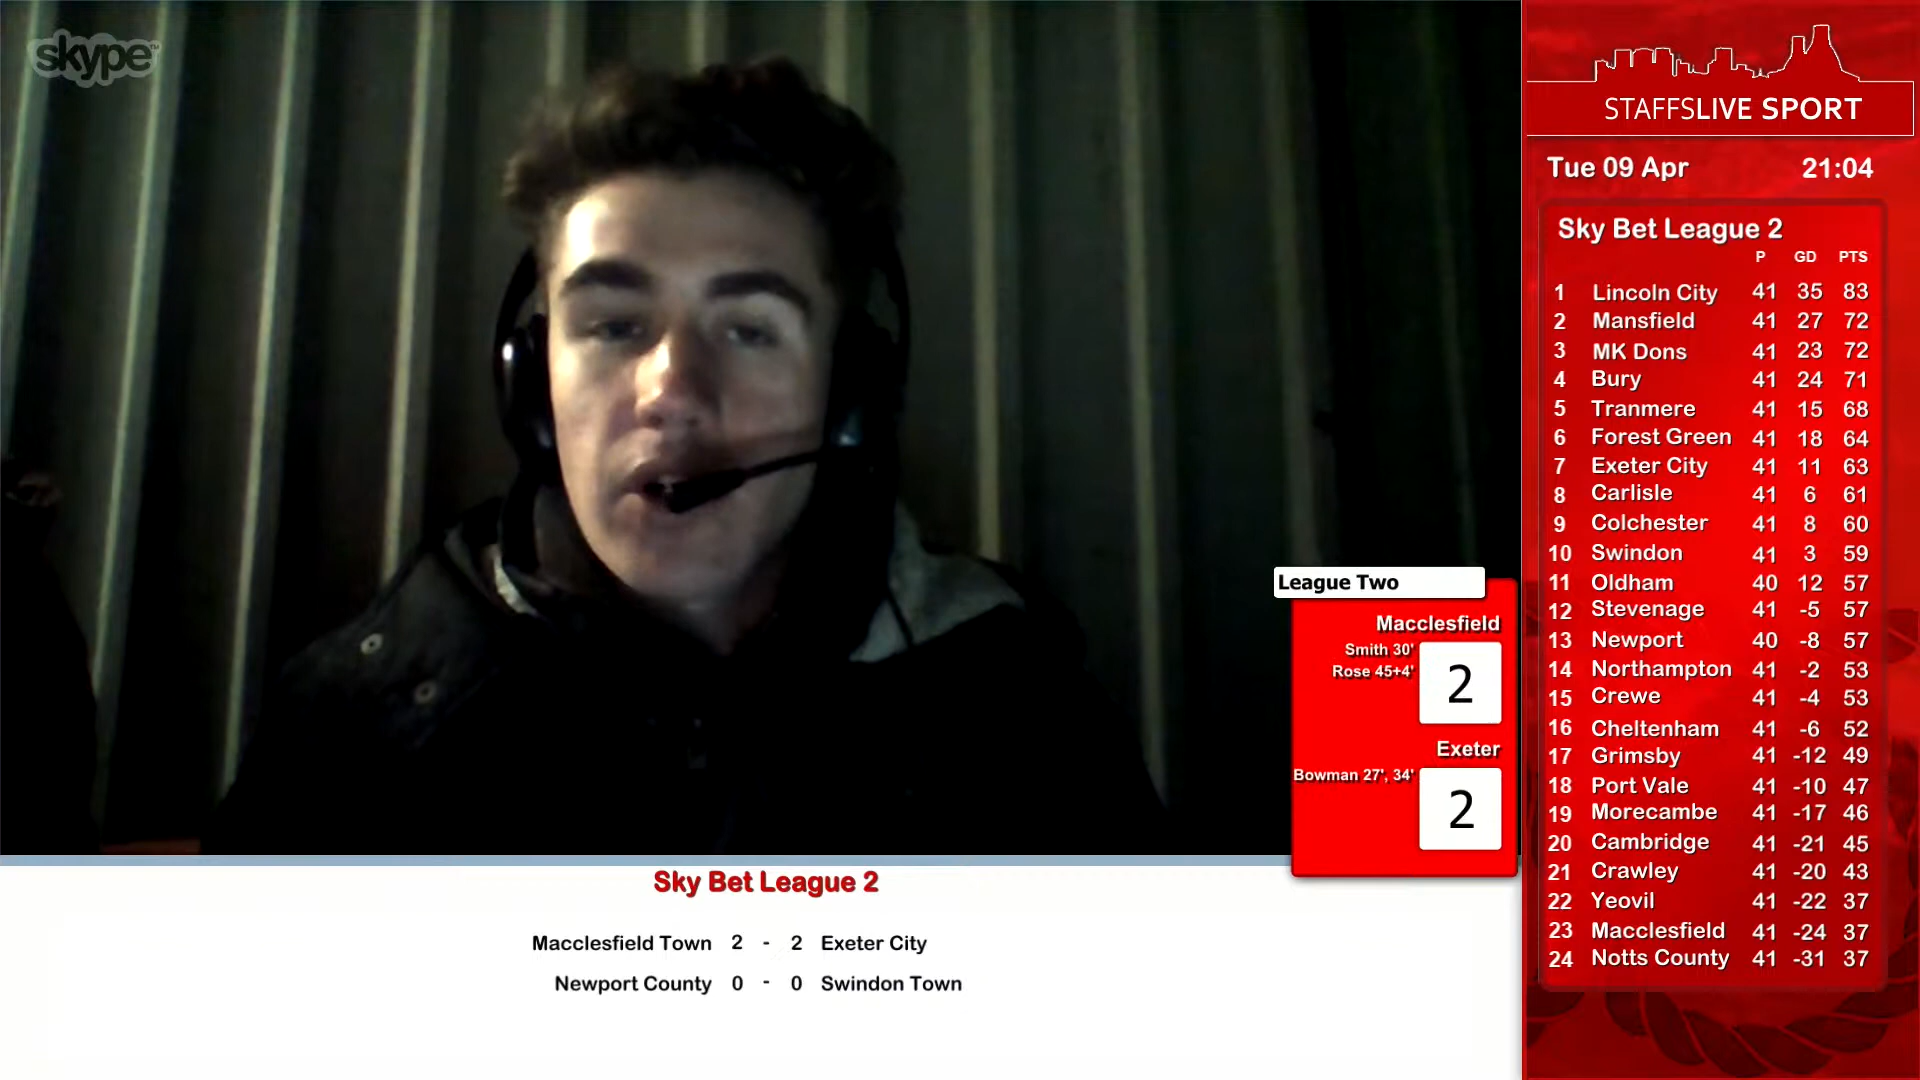 skype™
STAFFSLIVE SPORT
Tue 09 Apr 21:04
Sky Bet League 2
P GD PTS
1 Lincoln City 41 35 83
2 Mansfield 41 27 72
3 MK Dons 41 23 72
4 Bury 41 24 71
5 Tranmere 41 15 68
6 Forest Green 41 18 64
7 Exeter City 41 11 63
8 Carlisle 41 6 61
9 Colchester 41 8 60
10 Swindon 41 3 59
11 Oldham 40 12 57
12 Stevenage 41 -5 57
13 Newport 40 -8 57
14 Northampton 41 -2 53
15 Crewe 41 -4 53
16 Cheltenham 41 -6 52
17 Grimsby 41 -12 49
18 Port Vale 41 -10 47
19 Morecambe 41 -17 46
20 Cambridge 41 -21 45
21 Crawley 41 -20 43
22 Yeovil 41 -22 37
23 Macclesfield 41 -24 37
24 Notts County 41 -31 37
League Two
Macclesfield
Smith 30'
Rose 45+4'
2
Exeter
Bowman 27', 34'
2
Sky Bet League 2
Macclesfield Town 2 - 2 Exeter City
Newport County 0 - 0 Swindon Town